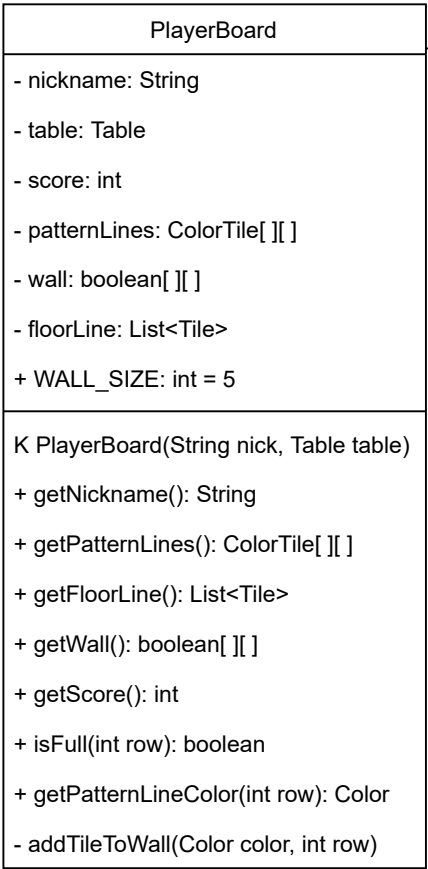 PlayerBoard
- nickname: String
- table: Table
- score: int
- patternLines: ColorTile[ ][ ]
- wall: boolean[ ][ ]
- floorLine: List<Tile>
+ WALL_SIZE: int = 5
K PlayerBoard(String nick, Table table)
+ getNickname(): String
+ getPatternLines(): ColorTile[ ][ ]
+ getFloorLine(): List<Tile>
+ getWall(): boolean[ ][ ]
+ getScore(): int
+ isFull(int row): boolean
+ getPatternLineColor(int row): Color
- addTileToWall(Color color, int row)